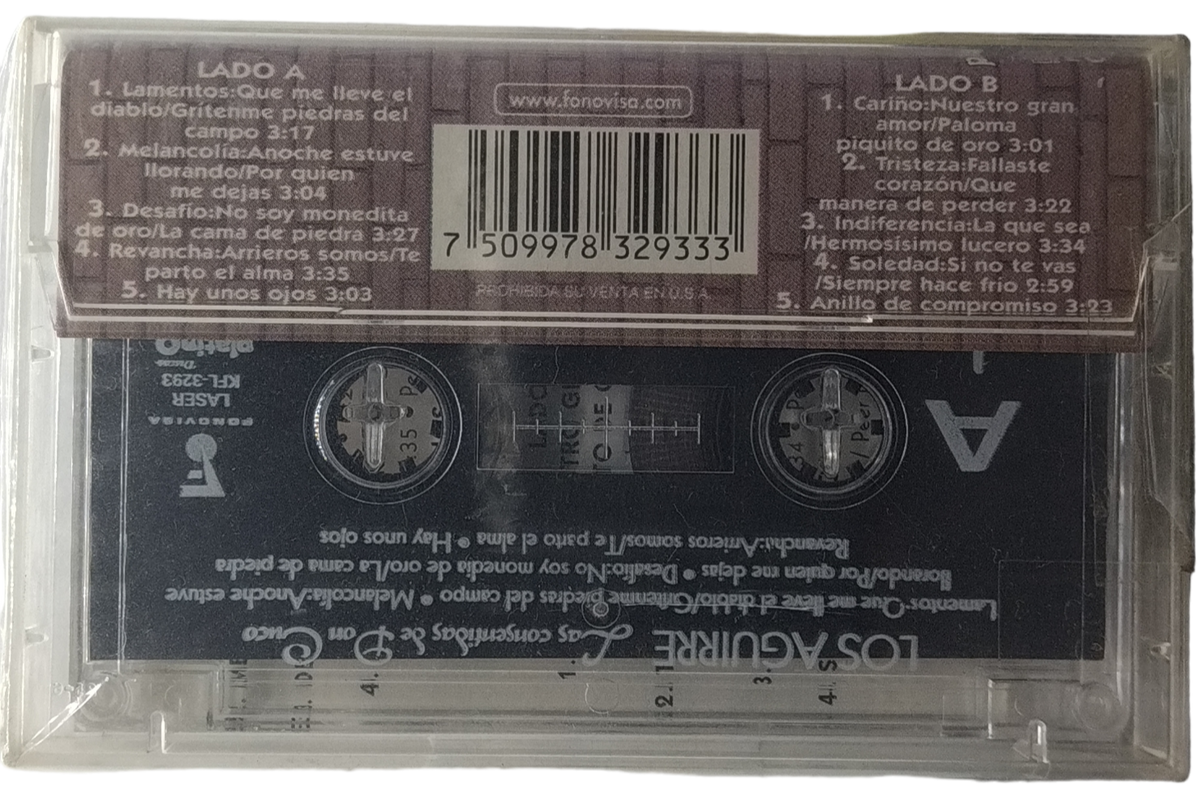 LADO A
1. Lamentos:Que me lleve el
diablo/Gritenme piedras del
campo 3:17
2. Melancolía:Anoche estuve
llorando/Por quien
me dejas 3:04
3. Desafio:No soy monedita
de oro/La cama de piedra 3:27
4. Revancha:Arrieros somos/Te
parto el alma 3:35
5. Hay unos ojos 3:03
www.fonovisa.com
7 509978 329333
PROHIBIDA SU VENTA EN U.S.A.
LADO B
1. Cariño:Nuestro gran
amor/Paloma
piquito de oro 3:01
2. Tristeza:Fallaste
corazón/Que
manera de perder 3:22
3. Indiferencia:La que sea
/Hermosísimo lucero 3:34
4. Soledad:Si no te vas
/Siempre hace frio 2:59
5. Anillo de compromiso 3:23
LOS AGUIRRE Las consentidas de Don Cuco
Lamentos:Que me lleve el diablo/Gritenme piedras del campo • Melancolía:Anoche estuve
llorando/Por quien me dejas • Desafio:No soy monedia de oro/La cama de piedra
Revancha:Arrieros somos/Te parto el alma • Hay unos ojos
A
FONOVISA
LASER
KFL-3293
platino